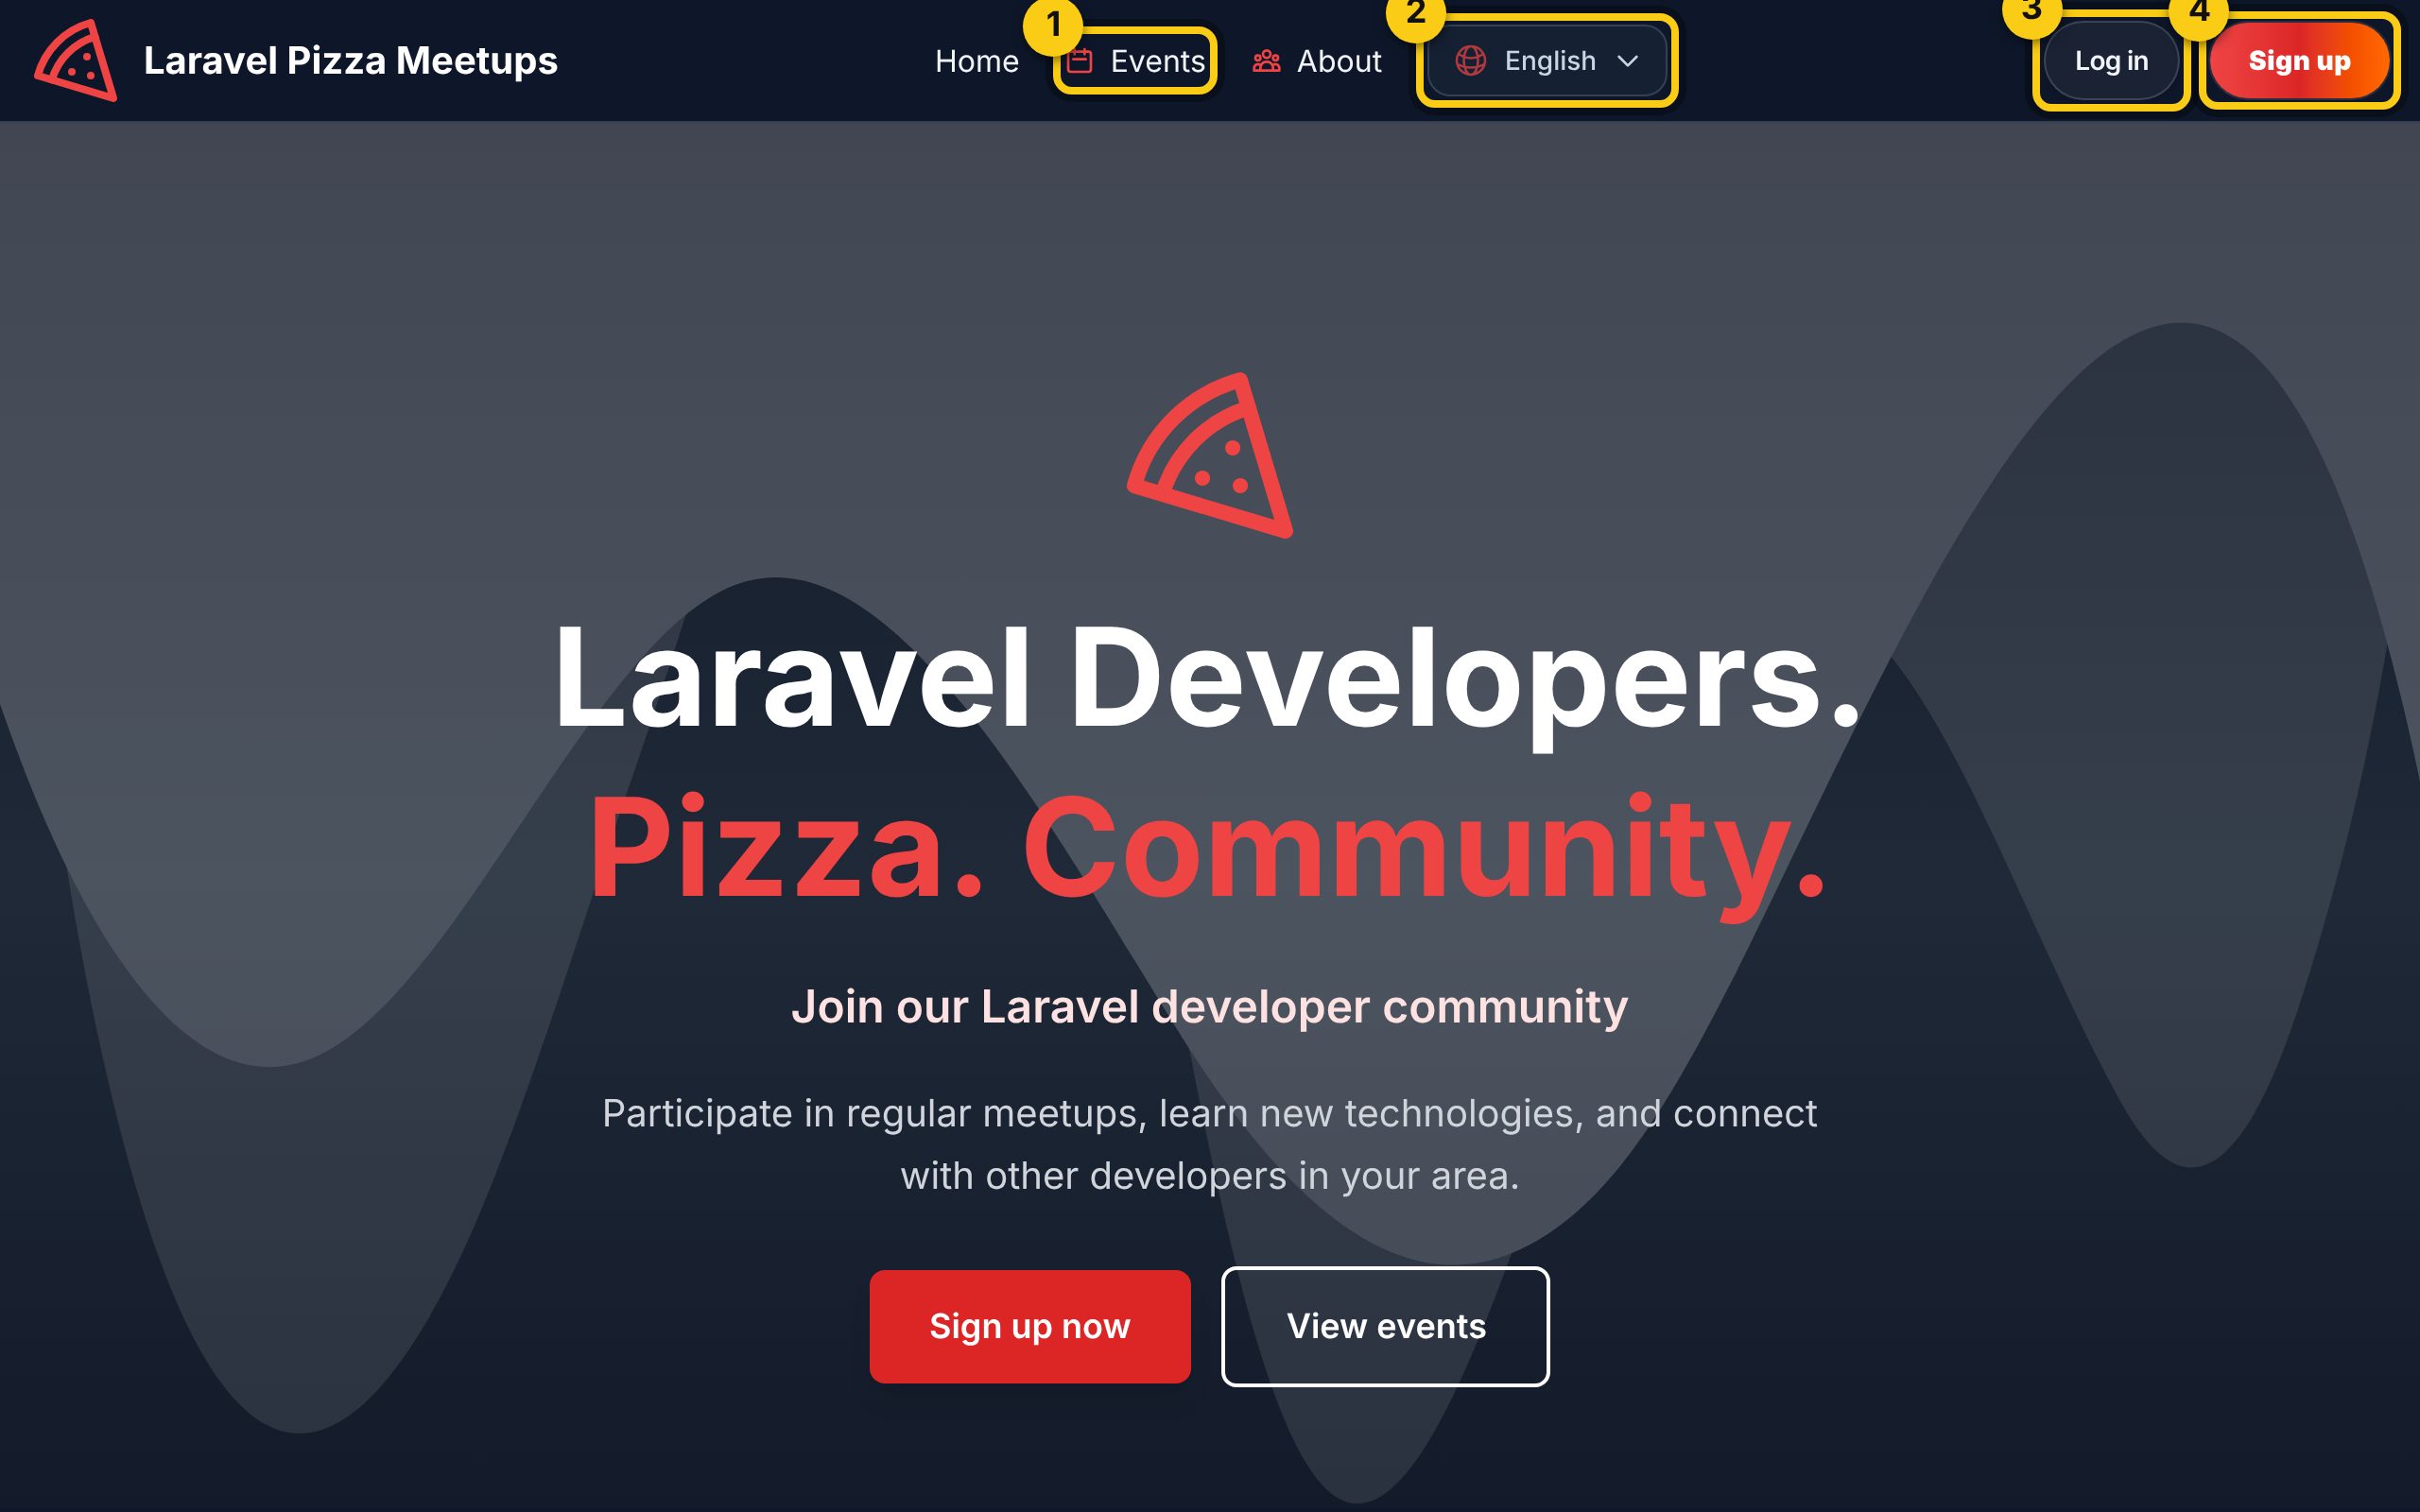 Laravel Pizza Meetups
Home
1
Events
About
2
English
3
Log in
4
Sign up
Laravel Developers.
Pizza. Community.
Join our Laravel developer community
Participate in regular meetups, learn new technologies, and connect
with other developers in your area.
Sign up now
View events